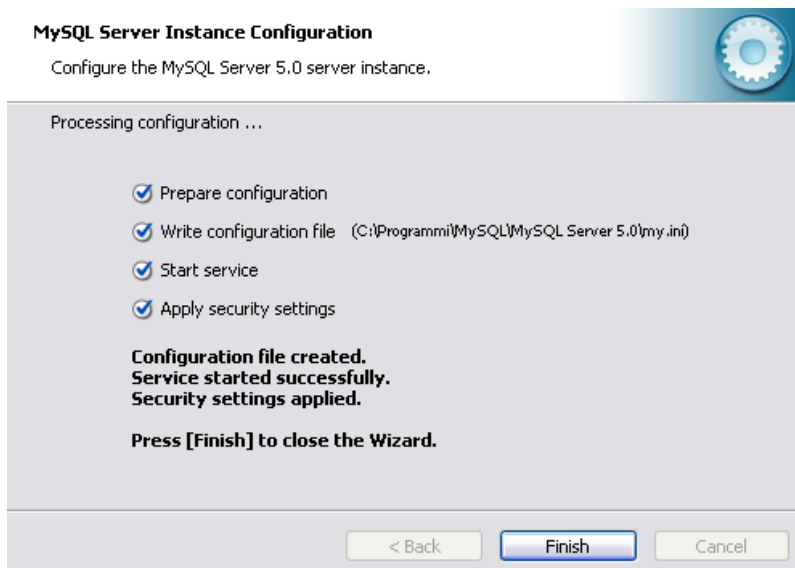 MySQL Server Instance Configuration
Configure the MySQL Server 5.0 server instance.
Processing configuration ...
Prepare configuration
Write configuration file (C:\Programmi\MySQL\MySQL Server 5.0\my.ini)
Start service
Apply security settings
Configuration file created.
Service started successfully.
Security settings applied.
Press [Finish] to close the Wizard.
< Back Finish Cancel